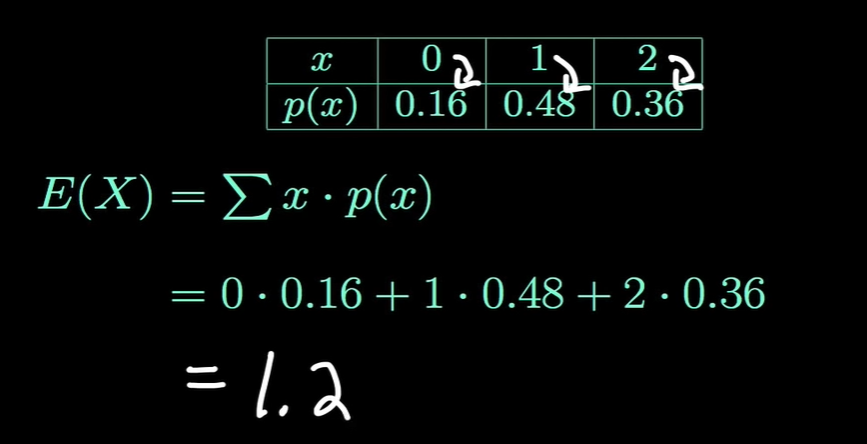 x 0 1 2
p(x) 0.16 0.48 0.36
E(X) = ∑ x · p(x)
= 0 · 0.16 + 1 · 0.48 + 2 · 0.36
= 1.2